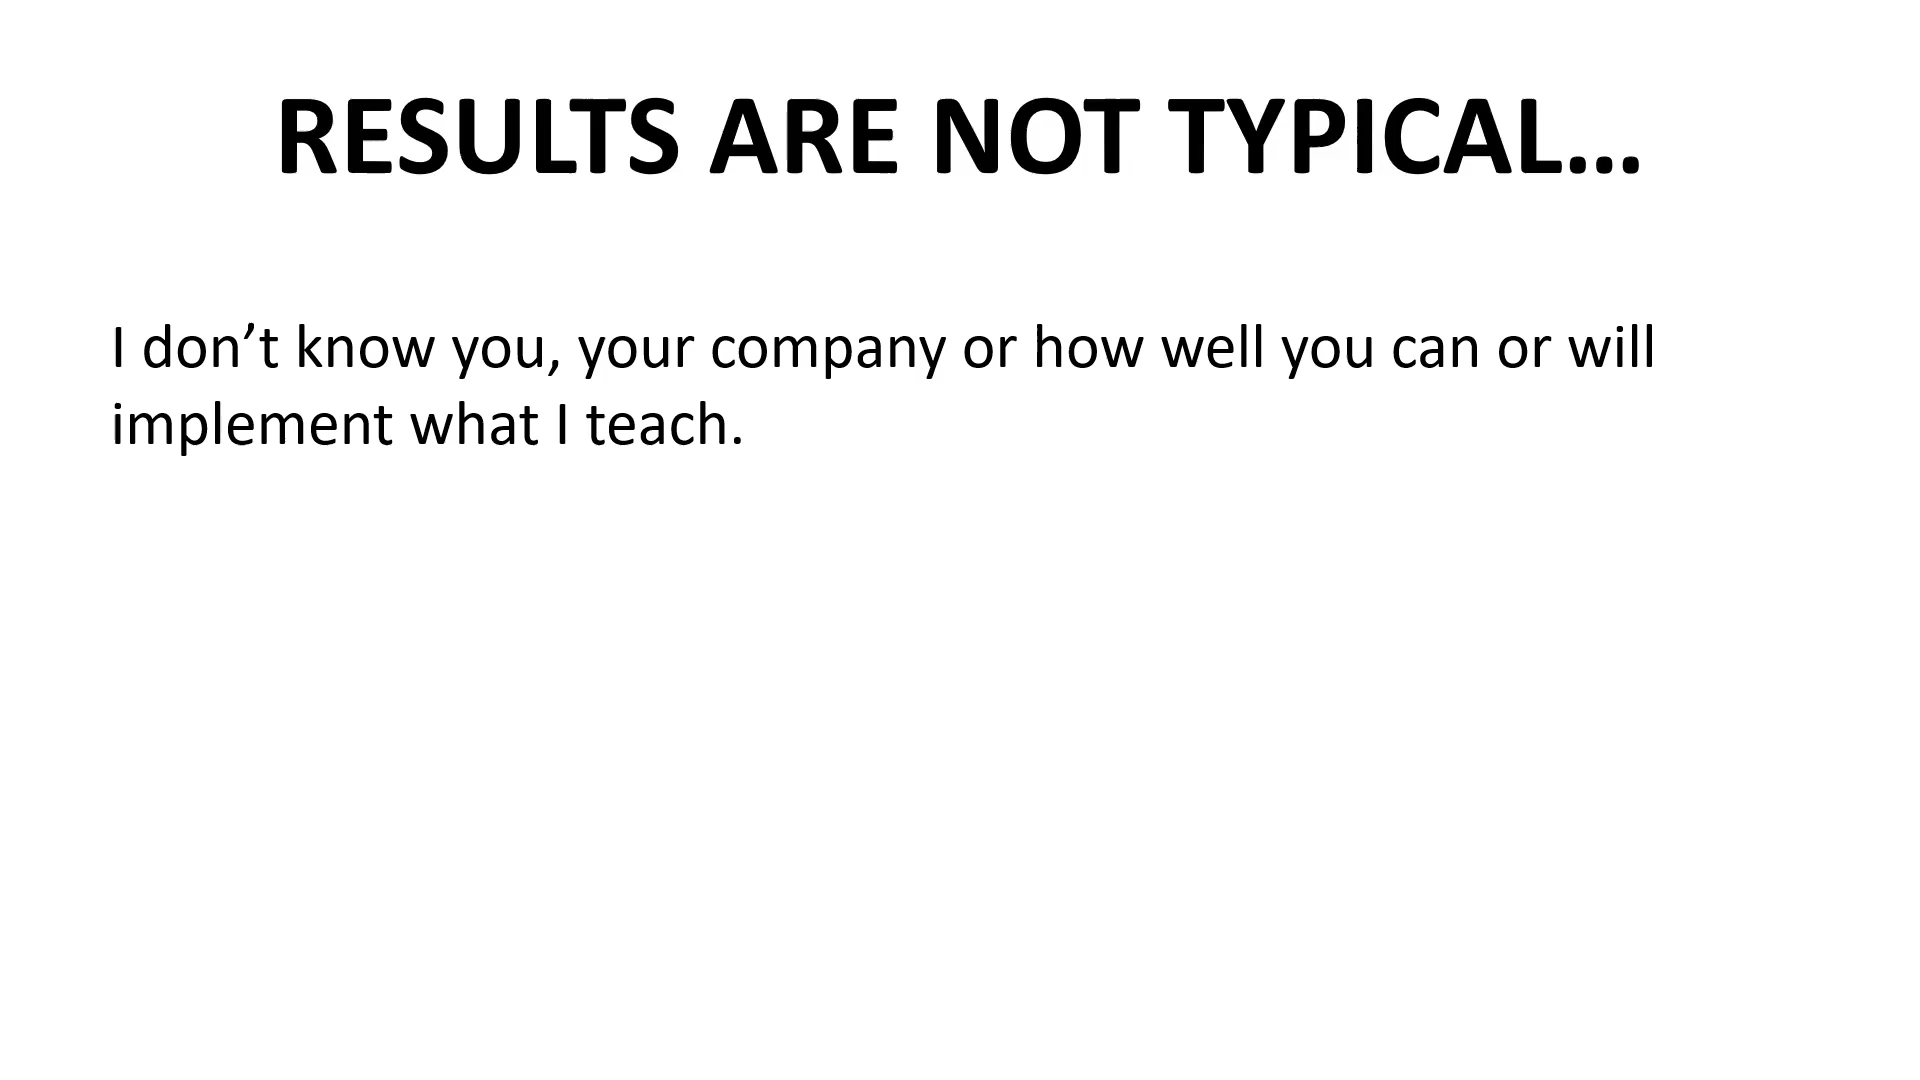 RESULTS ARE NOT TYPICAL…
I don’t know you, your company or how well you can or will
implement what I teach.